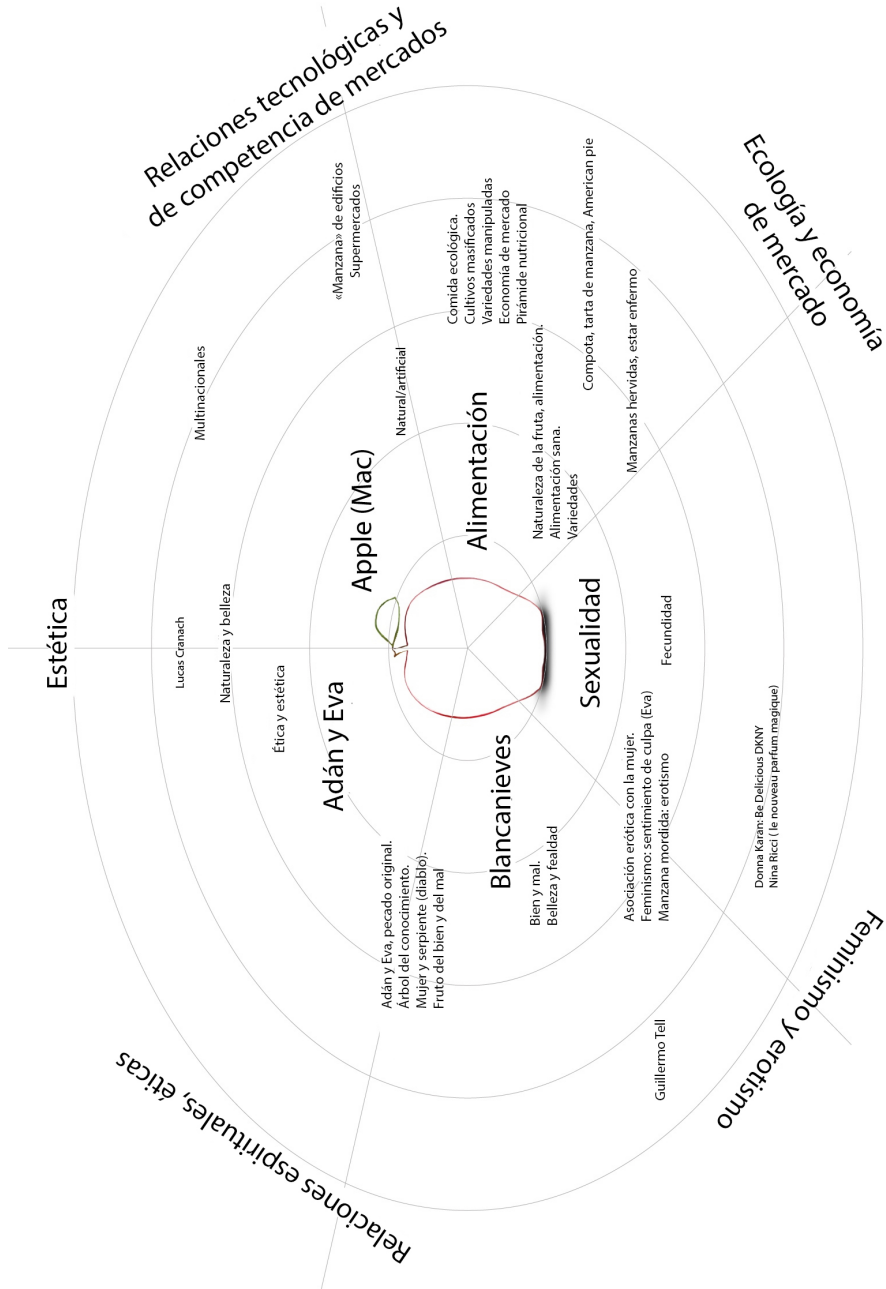 Estética
Relaciones tecnológicas y
de competencia de mercados
Ecología y economía
de mercado
Feminismo y erotismo
Relaciones espirituales, éticas
Adán y Eva
Apple (Mac)
Alimentación
Sexualidad
Blancanieves
Lucas Cranach
Naturaleza y belleza
Ética y estética
Multinacionales
«Manzana» de edificios
Supermercados
Natural/artificial
Comida ecológica.
Cultivos masificados
Variedades manipuladas
Economía de mercado
Pirámide nutricional
Naturaleza de la fruta, alimentación.
Alimentación sana.
Variedades
Compota, tarta de manzana, American pie
Manzanas hervidas, estar enfermo
Fecundidad
Asociación erótica con la mujer.
Feminismo: sentimiento de culpa (Eva)
Manzana mordida: erotismo
Donna Karan: Be Delicious DKNY
Nina Ricci ( le nouveau parfum magique)
Guillermo Tell
Bien y mal.
Belleza y fealdad
Adán y Eva, pecado original.
Árbol del conocimiento.
Mujer y serpiente (diablo).
Fruto del bien y del mal